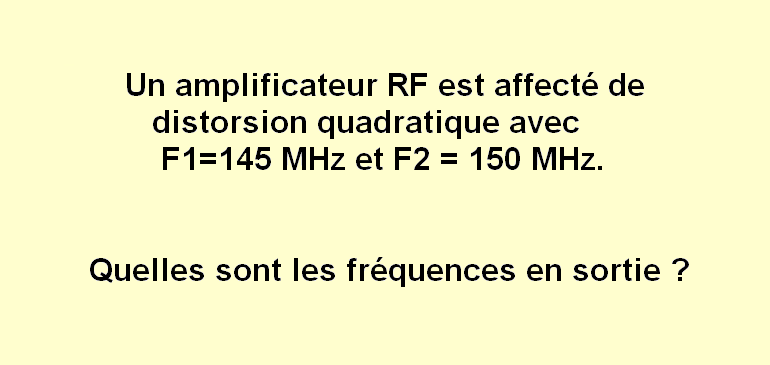 Un amplificateur RF est affecté de
distorsion quadratique avec
F1=145 MHz et F2 = 150 MHz.
Quelles sont les fréquences en sortie ?